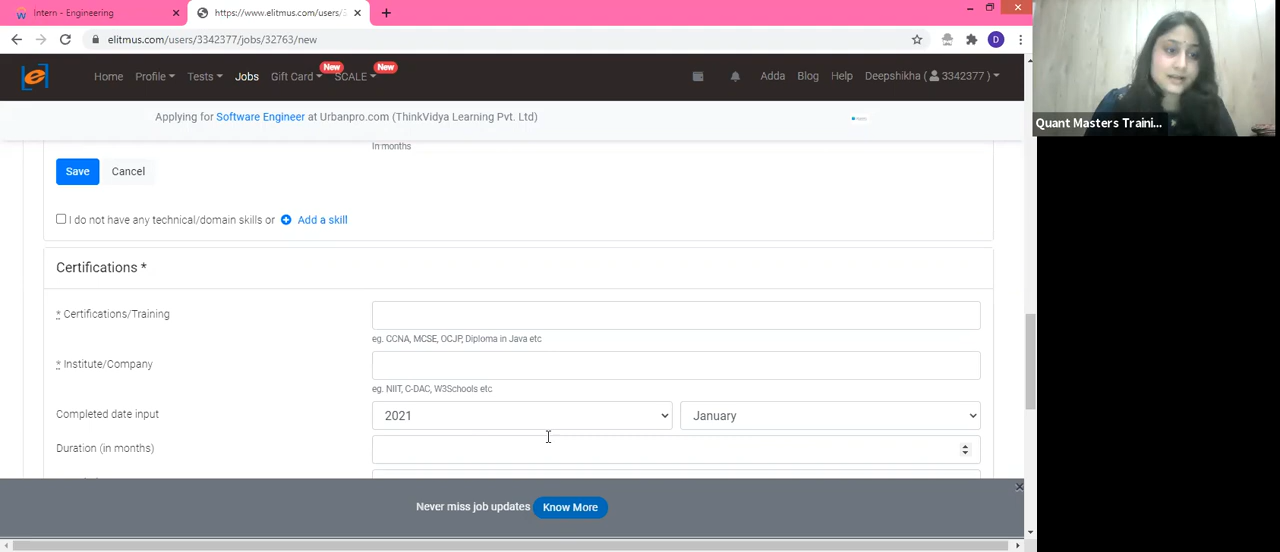 Intern - Engineering
https://www.elitmus.com/users/3
elitmus.com/users/3342377/jobs/32763/new
D
Home Profile Tests Jobs Gift Card New SCALE New Adda Blog Help Deepshikha ( 3342377 )
Applying for Software Engineer at Urbanpro.com (ThinkVidya Learning Pvt. Ltd)
In months
Save Cancel
I do not have any technical/domain skills or Add a skill
Certifications *
* Certifications/Training
eg. CCNA, MCSE, OCJP, Diploma in Java etc
* Institute/Company
eg. NIIT, C-DAC, W3Schools etc
Completed date input 2021 January
Duration (in months)
Never miss job updates Know More
Quant Masters Traini...